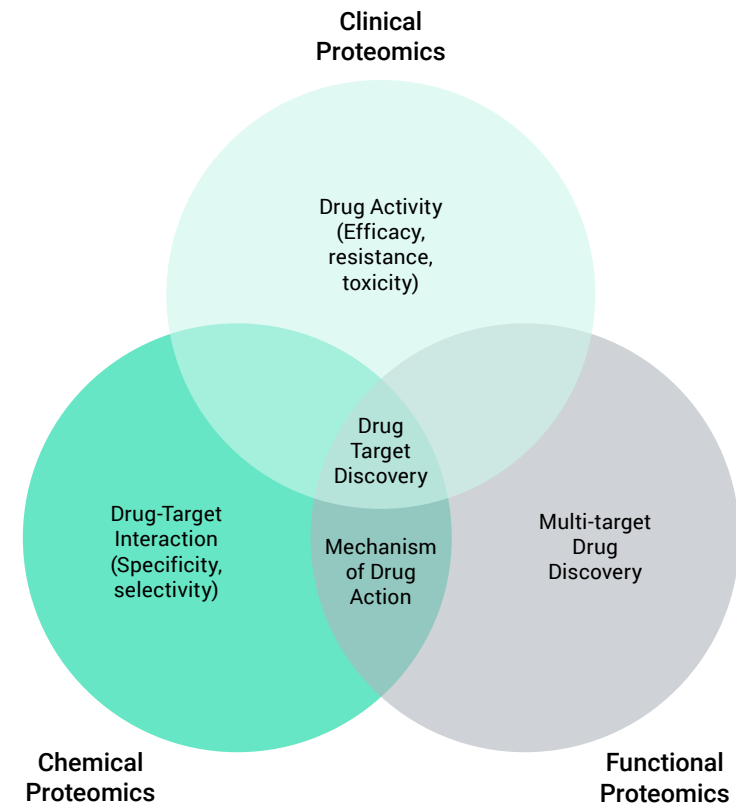 Clinical
Proteomics
Drug Activity
(Efficacy,
resistance,
toxicity)
Drug
Target
Discovery
Drug-Target
Interaction
(Specificity,
selectivity)
Mechanism
of Drug
Action
Multi-target
Drug
Discovery
Chemical
Proteomics
Functional
Proteomics